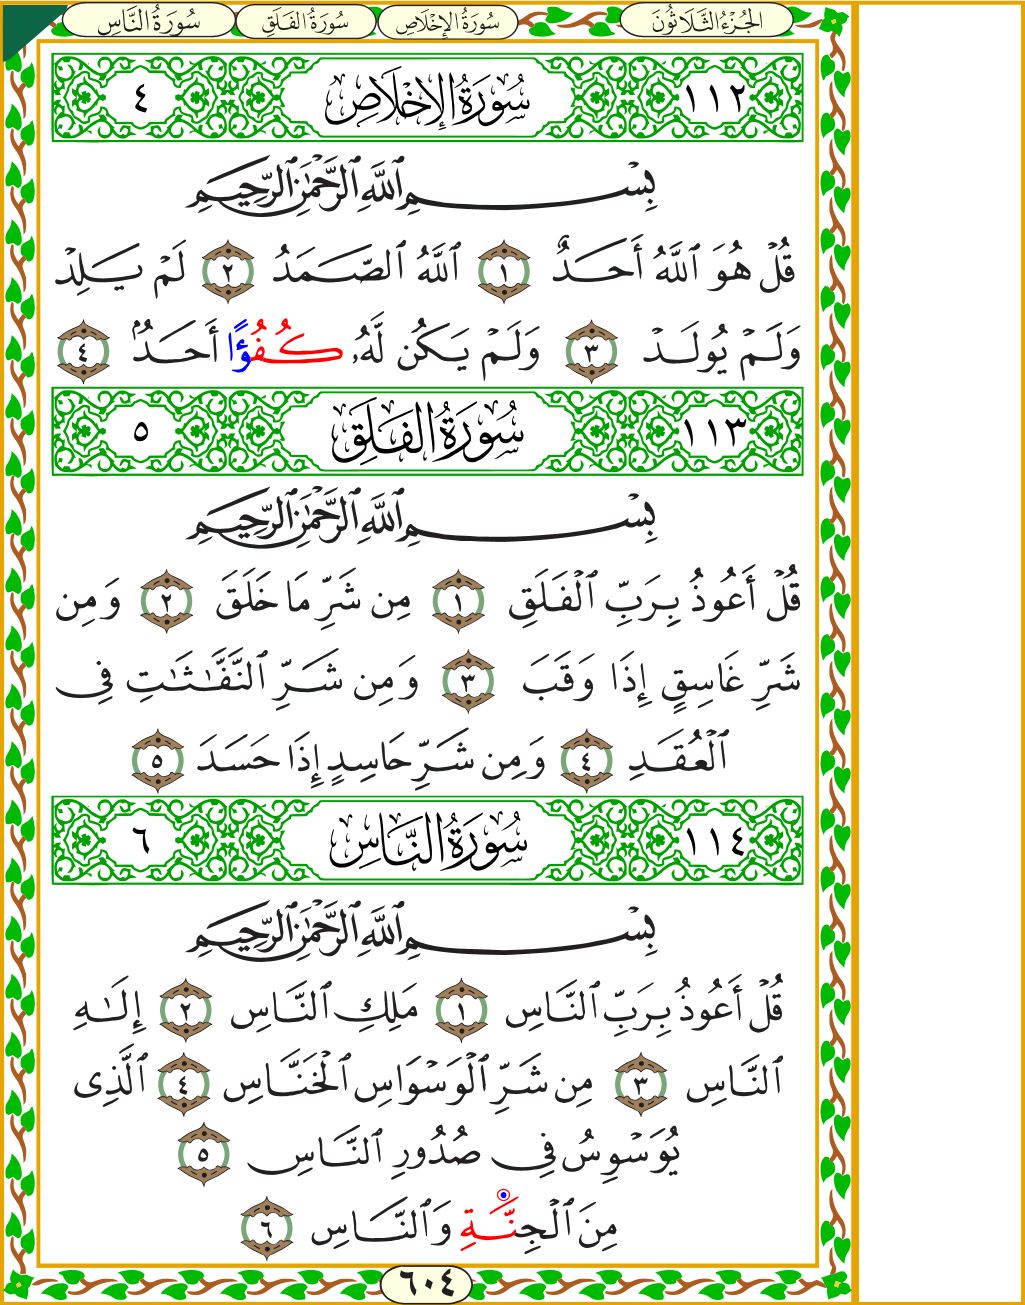 الجُزْءُ الثَّلَاثُونَ سُورَةُ الإِخْلَاصِ سُورَةُ الفَلَقِ سُورَةُ النَّاسِ
١١٢ سُورَةُ الإِخْلَاصِ ٤
بِسْمِ ٱللَّهِ ٱلرَّحْمَٰنِ ٱلرَّحِيمِ
قُلْ هُوَ ٱللَّهُ أَحَدٌ ١ ٱللَّهُ ٱلصَّمَدُ ٢ لَمْ يَلِدْ
وَلَمْ يُولَدْ ٣ وَلَمْ يَكُن لَّهُۥ كُفُؤًا أَحَدٌۢ ٤
١١٣ سُورَةُ الفَلَقِ ٥
بِسْمِ ٱللَّهِ ٱلرَّحْمَٰنِ ٱلرَّحِيمِ
قُلْ أَعُوذُ بِرَبِّ ٱلْفَلَقِ ١ مِن شَرِّ مَا خَلَقَ ٢ وَمِن
شَرِّ غَاسِقٍ إِذَا وَقَبَ ٣ وَمِن شَرِّ ٱلنَّفَّٰثَٰتِ فِى
ٱلْعُقَدِ ٤ وَمِن شَرِّ حَاسِدٍ إِذَا حَسَدَ ٥
١١٤ سُورَةُ النَّاسِ ٦
بِسْمِ ٱللَّهِ ٱلرَّحْمَٰنِ ٱلرَّحِيمِ
قُلْ أَعُوذُ بِرَبِّ ٱلنَّاسِ ١ مَلِكِ ٱلنَّاسِ ٢ إِلَٰهِ
ٱلنَّاسِ ٣ مِن شَرِّ ٱلْوَسْوَاسِ ٱلْخَنَّاسِ ٤ ٱلَّذِى
يُوَسْوِسُ فِى صُدُورِ ٱلنَّاسِ ٥
مِنَ ٱلْجِنَّةِ وَٱلنَّاسِ ٦
٦٠٤